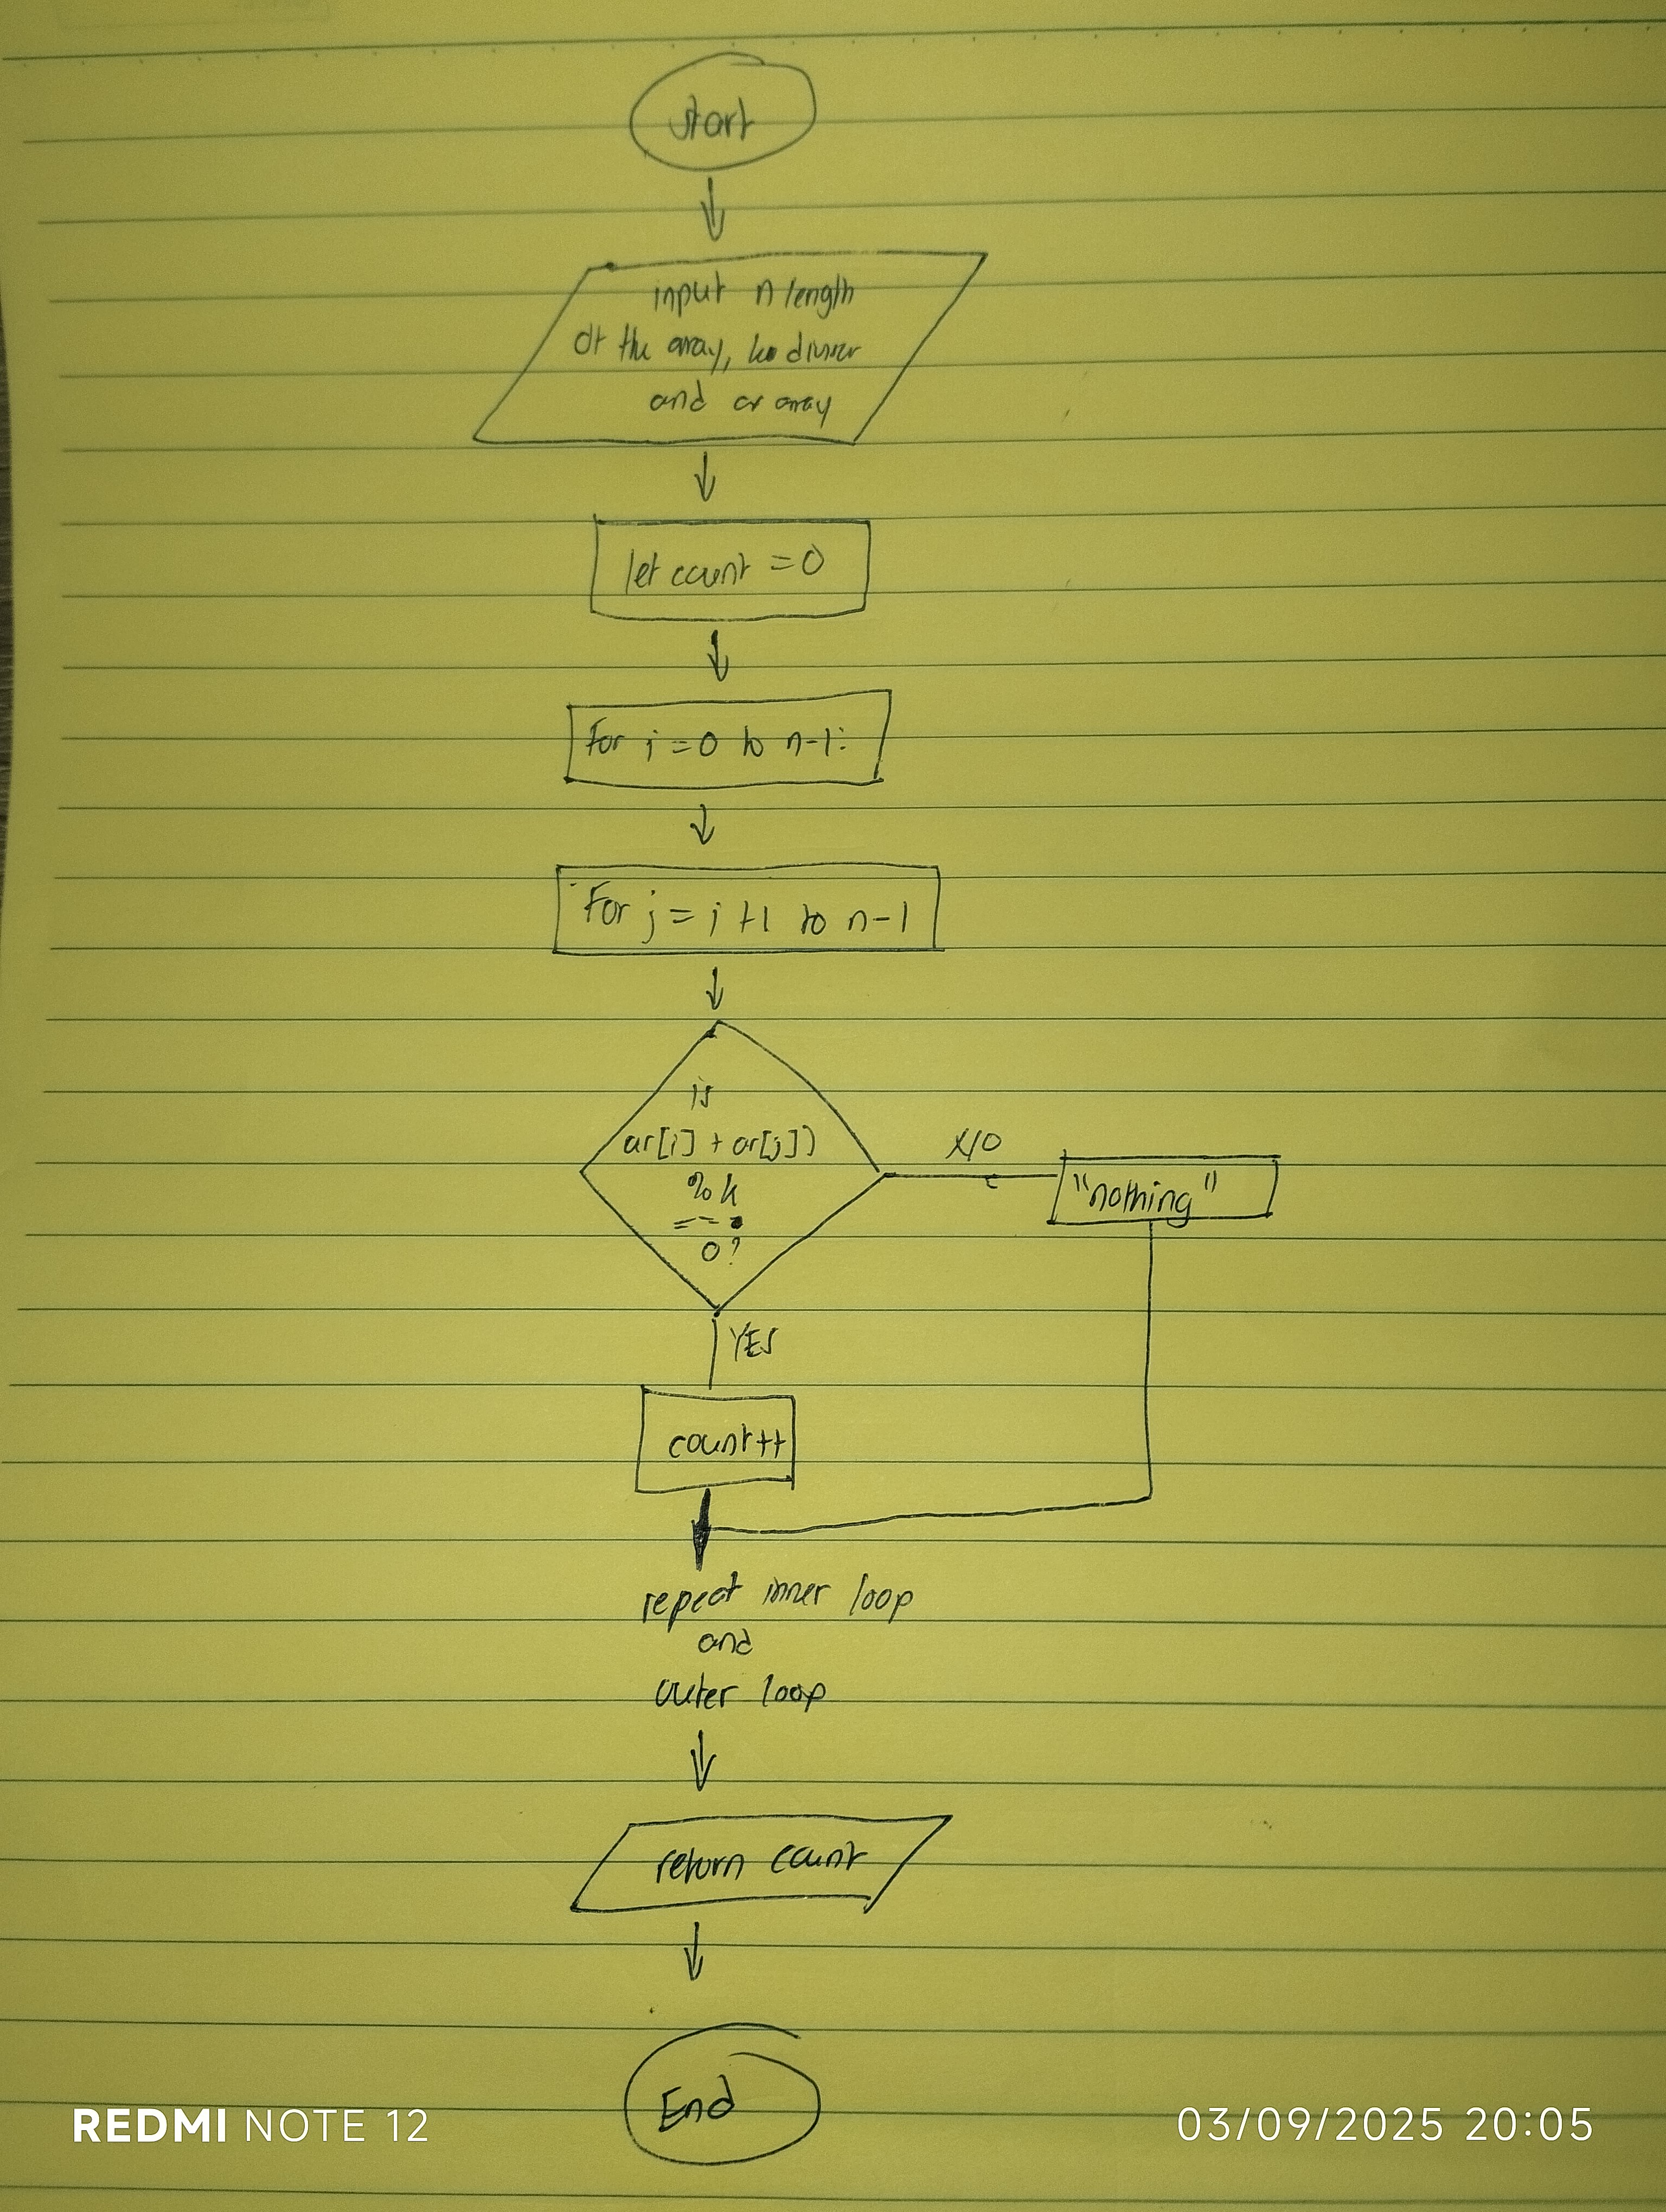 start
input n length
of the array, k divisor
and ar array
let count = 0
For i = 0 to n-1:
For j = i +1 to n-1
is
ar[i] + ar[j])
% k
===
0?
NO
"nothing"
YES
count++
repeat inner loop
and
outer loop
return count
End
REDMI NOTE 12
03/09/2025 20:05